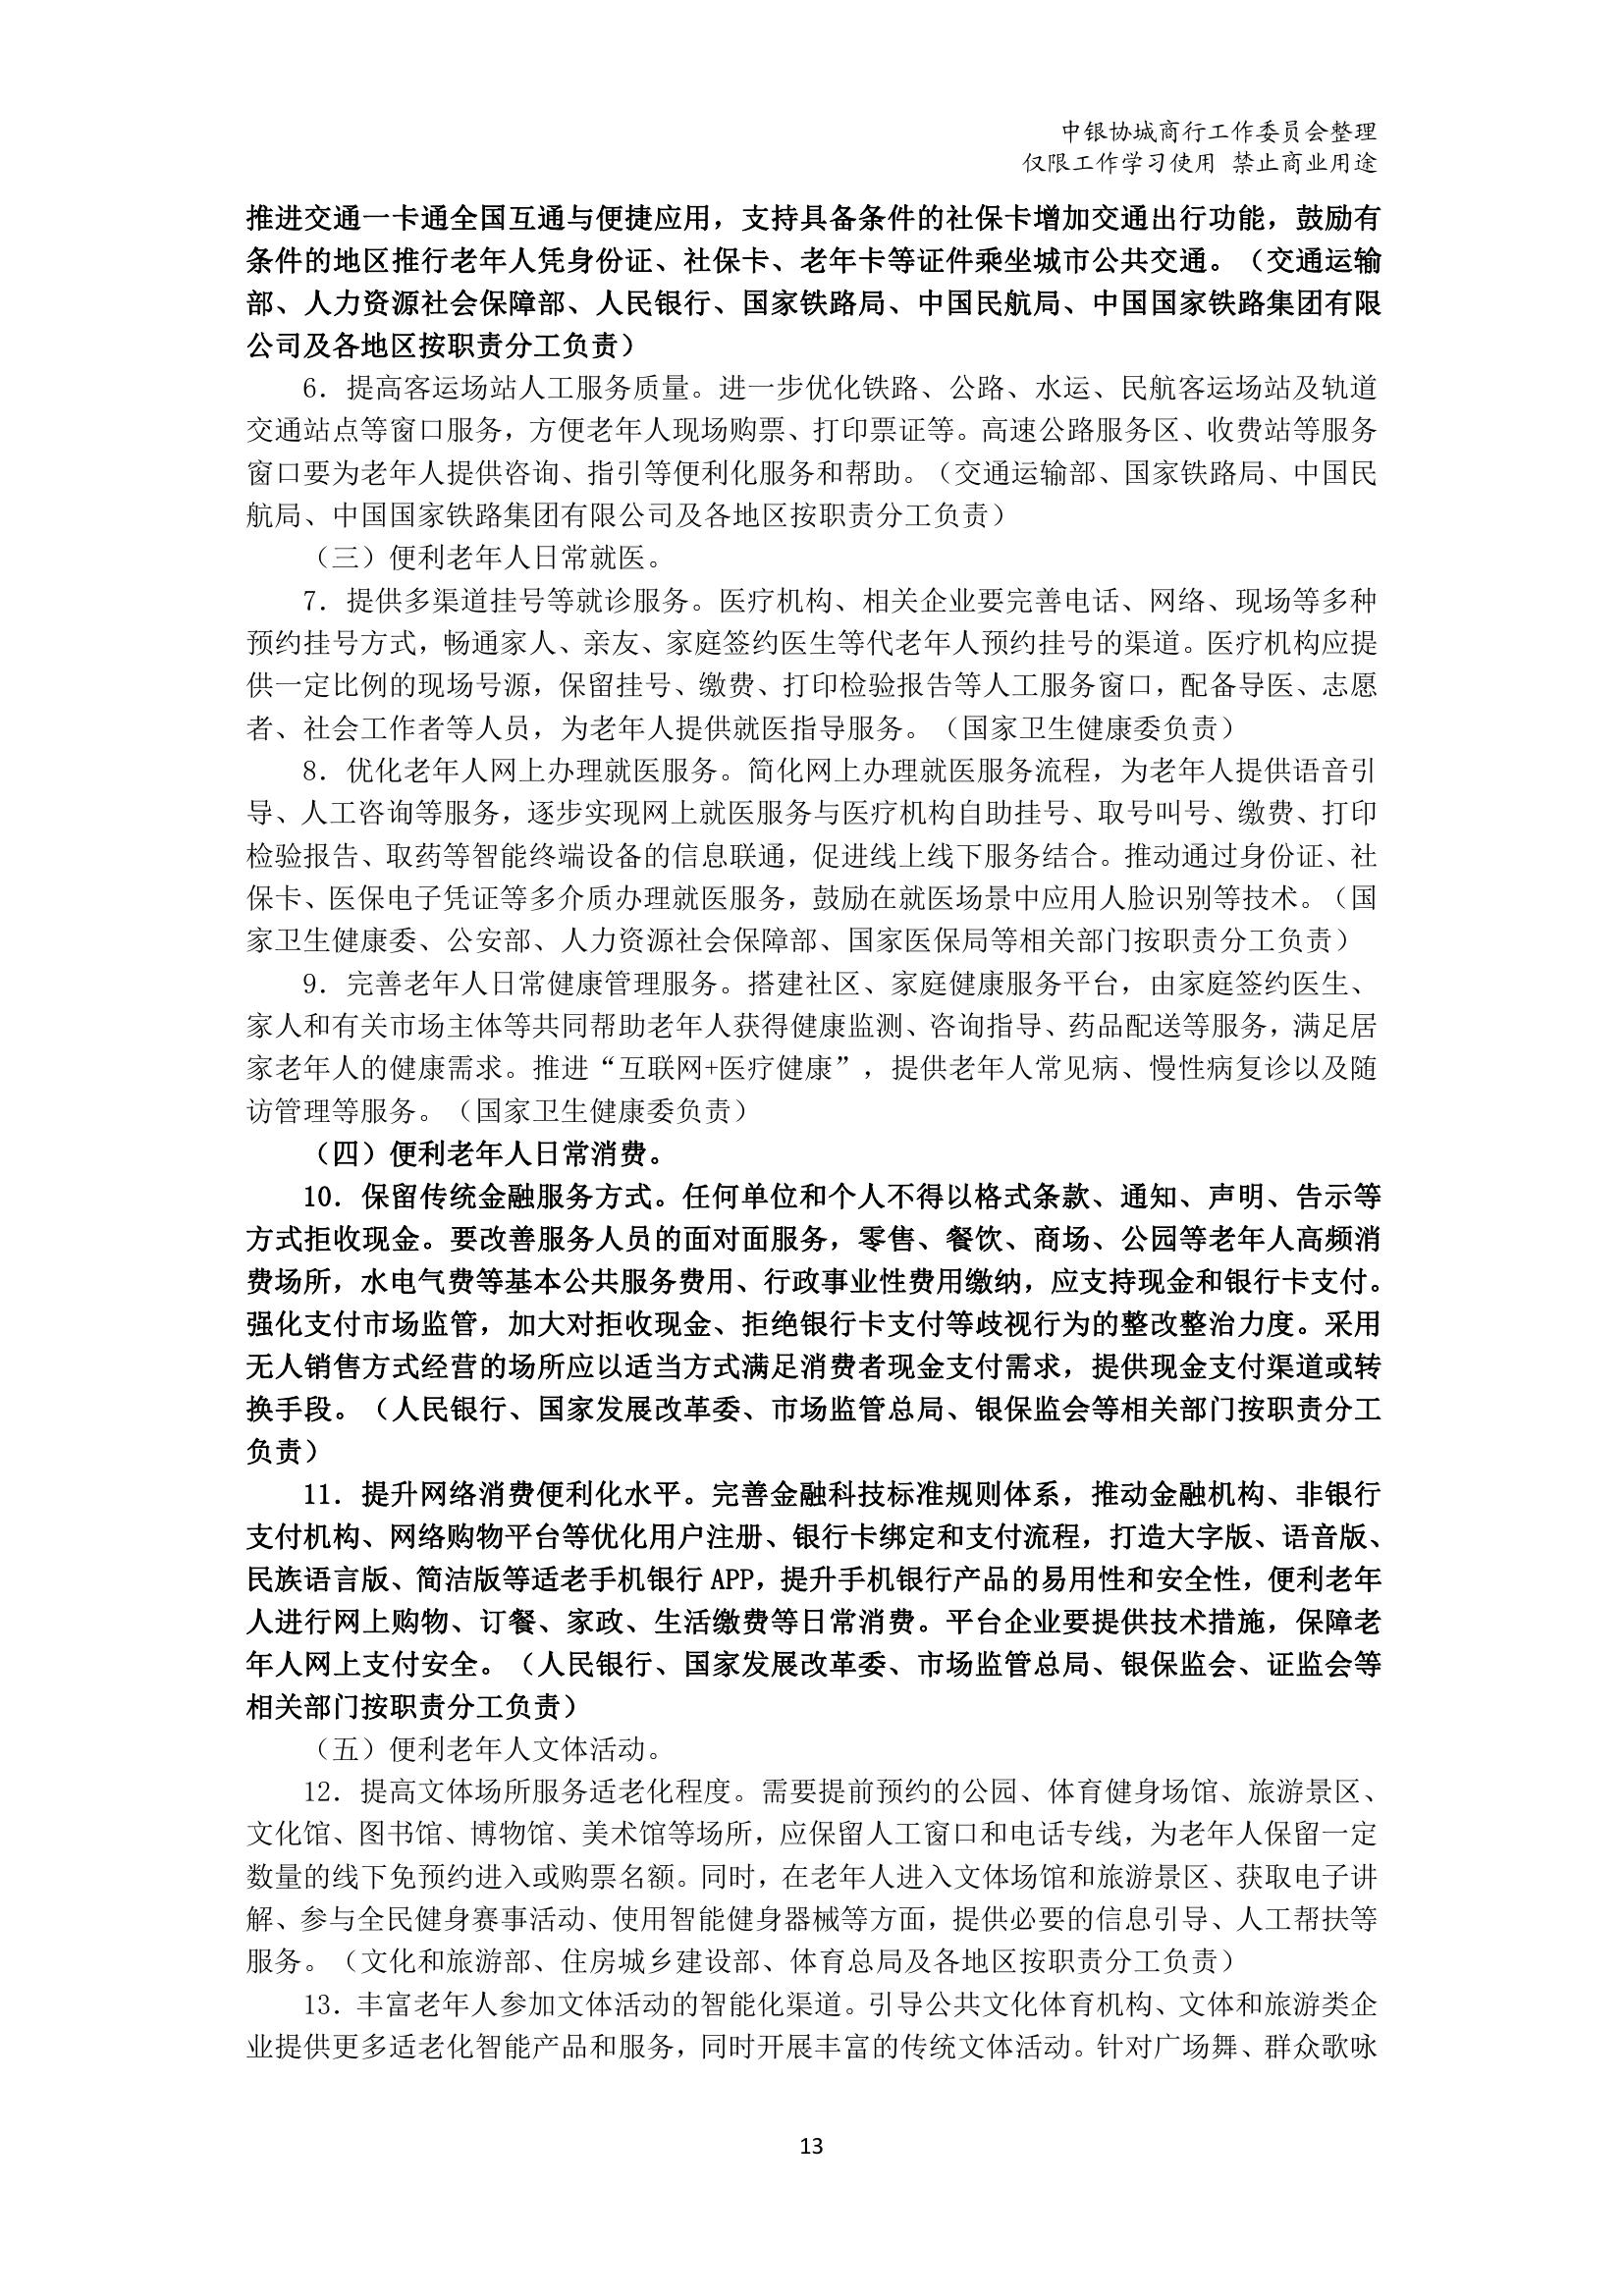 中银协城商行工作委员会整理
仅限工作学习使用 禁止商业用途
推进交通一卡通全国互通与便捷应用，支持具备条件的社保卡增加交通出行功能，鼓励有
条件的地区推行老年人凭身份证、社保卡、老年卡等证件乘坐城市公共交通。（交通运输
部、人力资源社会保障部、人民银行、国家铁路局、中国民航局、中国国家铁路集团有限
公司及各地区按职责分工负责）
6．提高客运场站人工服务质量。进一步优化铁路、公路、水运、民航客运场站及轨道
交通站点等窗口服务，方便老年人现场购票、打印票证等。高速公路服务区、收费站等服务
窗口要为老年人提供咨询、指引等便利化服务和帮助。（交通运输部、国家铁路局、中国民
航局、中国国家铁路集团有限公司及各地区按职责分工负责）
（三）便利老年人日常就医。
7．提供多渠道挂号等就诊服务。医疗机构、相关企业要完善电话、网络、现场等多种
预约挂号方式，畅通家人、亲友、家庭签约医生等代老年人预约挂号的渠道。医疗机构应提
供一定比例的现场号源，保留挂号、缴费、打印检验报告等人工服务窗口，配备导医、志愿
者、社会工作者等人员，为老年人提供就医指导服务。（国家卫生健康委负责）
8．优化老年人网上办理就医服务。简化网上办理就医服务流程，为老年人提供语音引
导、人工咨询等服务，逐步实现网上就医服务与医疗机构自助挂号、取号叫号、缴费、打印
检验报告、取药等智能终端设备的信息联通，促进线上线下服务结合。推动通过身份证、社
保卡、医保电子凭证等多介质办理就医服务，鼓励在就医场景中应用人脸识别等技术。（国
家卫生健康委、公安部、人力资源社会保障部、国家医保局等相关部门按职责分工负责）
9．完善老年人日常健康管理服务。搭建社区、家庭健康服务平台，由家庭签约医生、
家人和有关市场主体等共同帮助老年人获得健康监测、咨询指导、药品配送等服务，满足居
家老年人的健康需求。推进“互联网+医疗健康”，提供老年人常见病、慢性病复诊以及随
访管理等服务。（国家卫生健康委负责）
（四）便利老年人日常消费。
10．保留传统金融服务方式。任何单位和个人不得以格式条款、通知、声明、告示等
方式拒收现金。要改善服务人员的面对面服务，零售、餐饮、商场、公园等老年人高频消
费场所，水电气费等基本公共服务费用、行政事业性费用缴纳，应支持现金和银行卡支付。
强化支付市场监管，加大对拒收现金、拒绝银行卡支付等歧视行为的整改整治力度。采用
无人销售方式经营的场所应以适当方式满足消费者现金支付需求，提供现金支付渠道或转
换手段。（人民银行、国家发展改革委、市场监管总局、银保监会等相关部门按职责分工
负责）
11．提升网络消费便利化水平。完善金融科技标准规则体系，推动金融机构、非银行
支付机构、网络购物平台等优化用户注册、银行卡绑定和支付流程，打造大字版、语音版、
民族语言版、简洁版等适老手机银行 APP，提升手机银行产品的易用性和安全性，便利老年
人进行网上购物、订餐、家政、生活缴费等日常消费。平台企业要提供技术措施，保障老
年人网上支付安全。（人民银行、国家发展改革委、市场监管总局、银保监会、证监会等
相关部门按职责分工负责）
（五）便利老年人文体活动。
12．提高文体场所服务适老化程度。需要提前预约的公园、体育健身场馆、旅游景区、
文化馆、图书馆、博物馆、美术馆等场所，应保留人工窗口和电话专线，为老年人保留一定
数量的线下免预约进入或购票名额。同时，在老年人进入文体场馆和旅游景区、获取电子讲
解、参与全民健身赛事活动、使用智能健身器械等方面，提供必要的信息引导、人工帮扶等
服务。（文化和旅游部、住房城乡建设部、体育总局及各地区按职责分工负责）
13．丰富老年人参加文体活动的智能化渠道。引导公共文化体育机构、文体和旅游类企
业提供更多适老化智能产品和服务，同时开展丰富的传统文体活动。针对广场舞、群众歌咏
13